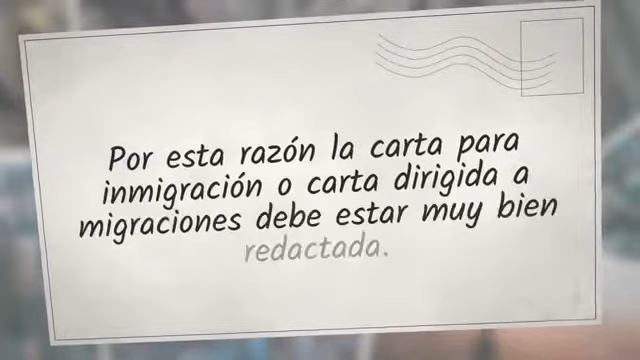 Por esta razón la carta para
inmigración o carta dirigida a
migraciones debe estar muy bien
redactada.